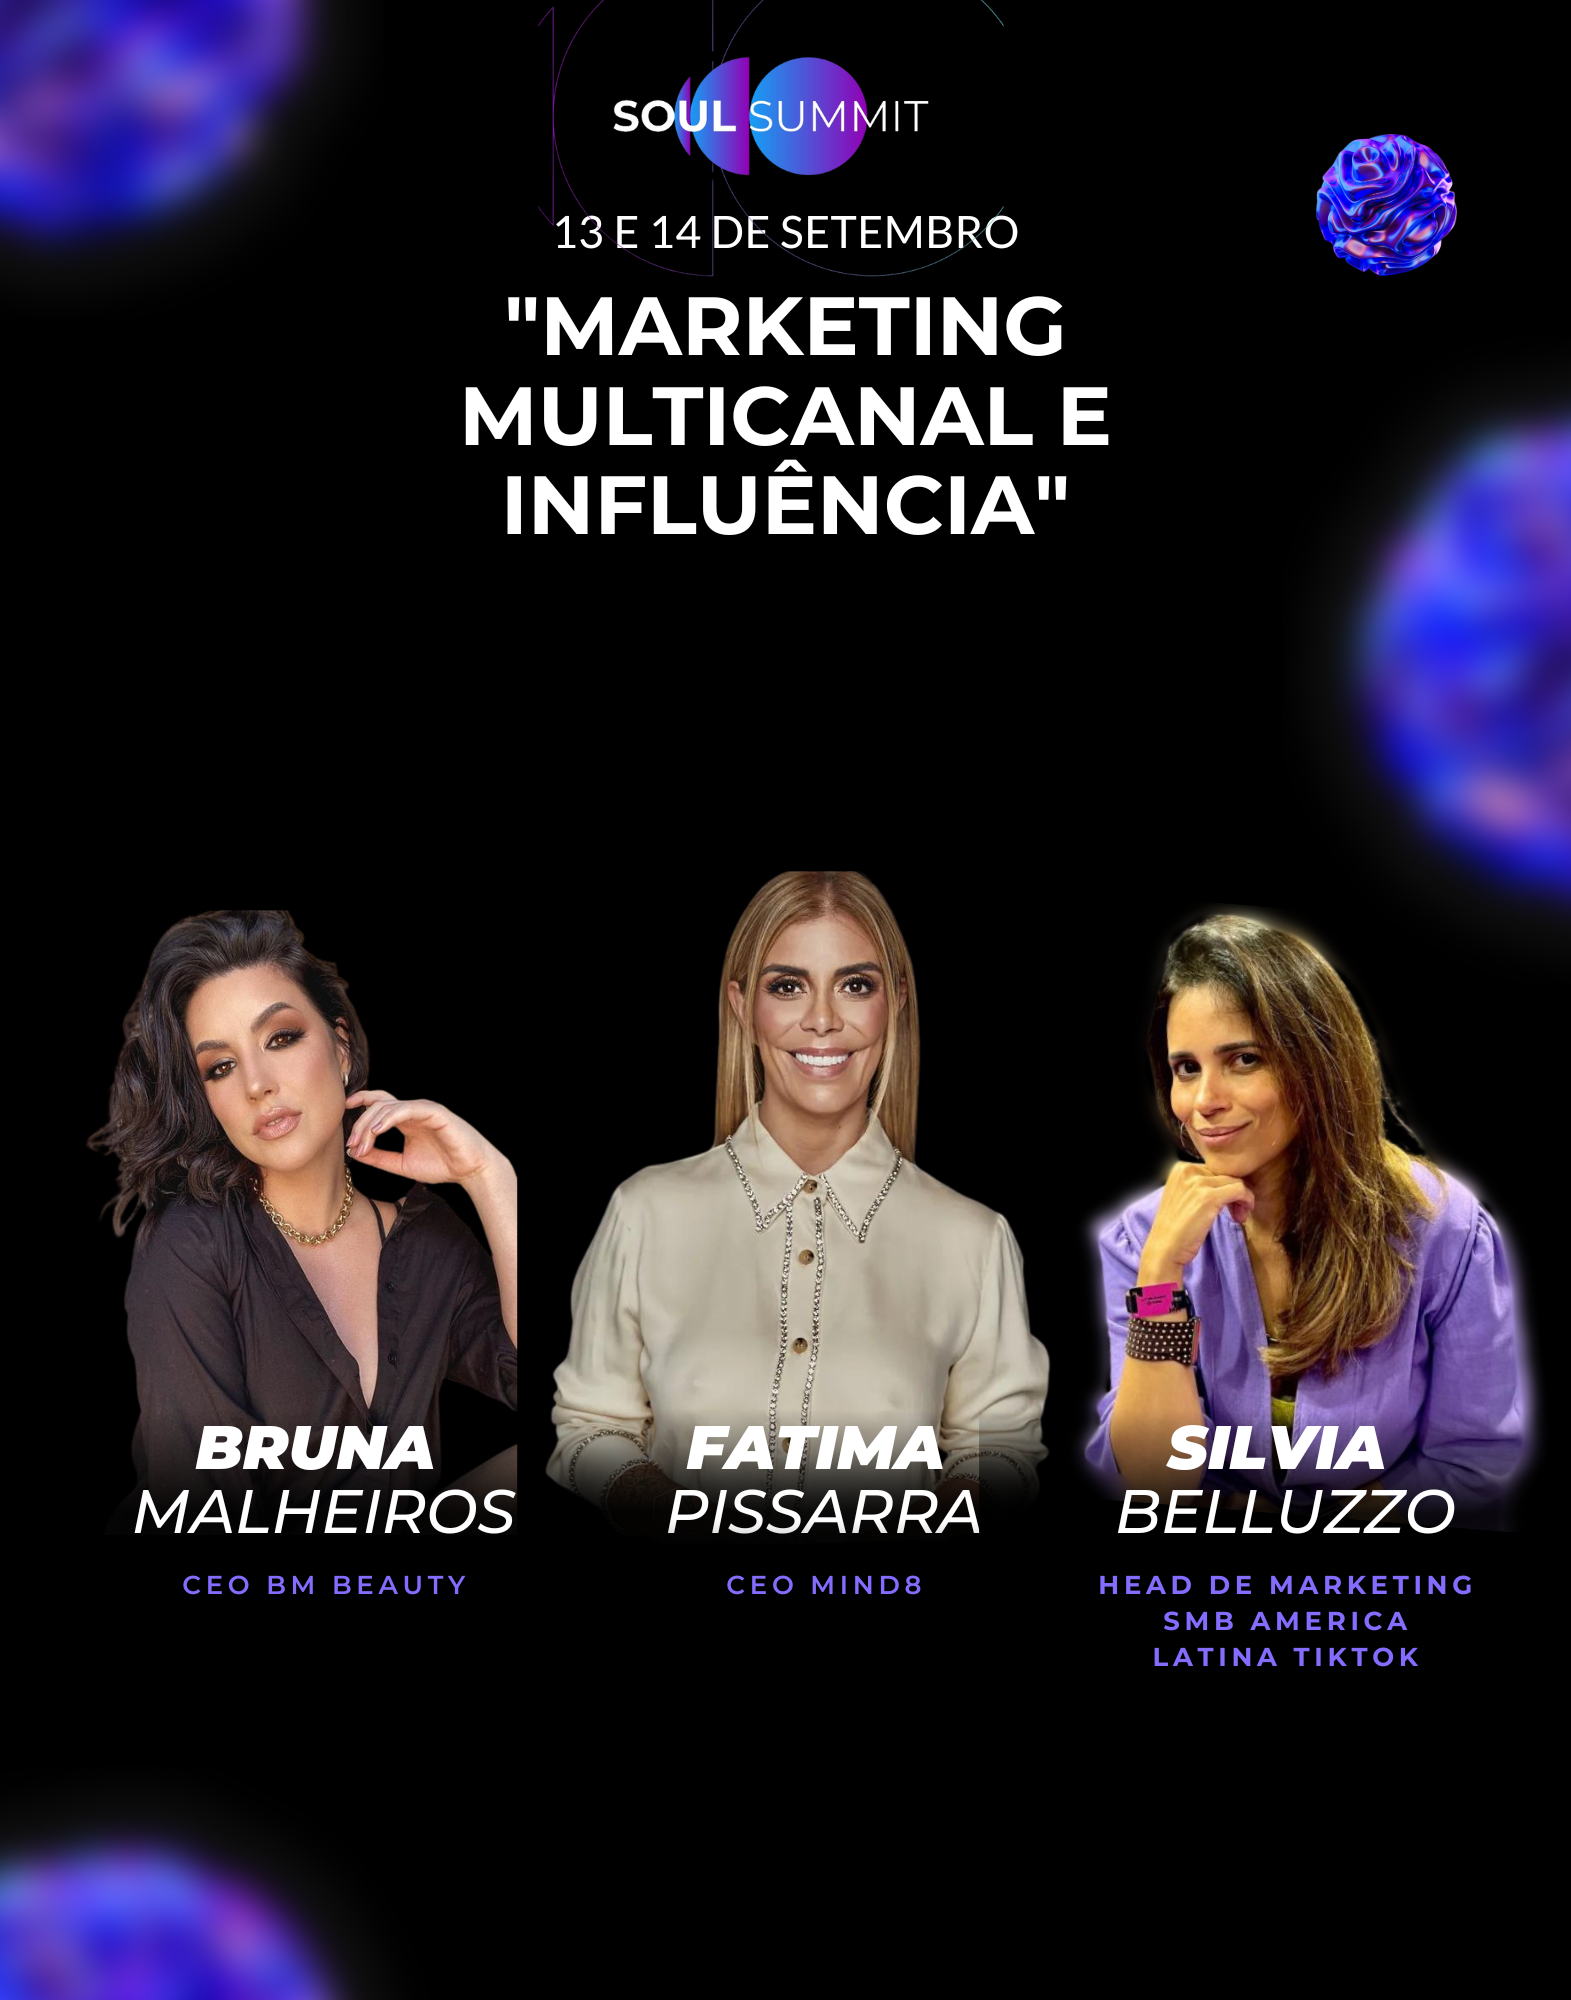 SOUL SUMMIT
13 E 14 DE SETEMBRO
"MARKETING
MULTICANAL E
INFLUÊNCIA"
BRUNA
MALHEIROS
CEO BM BEAUTY
FATIMA
PISSARRA
CEO MIND8
SILVIA
BELLUZZO
HEAD DE MARKETING
SMB AMERICA
LATINA TIKTOK